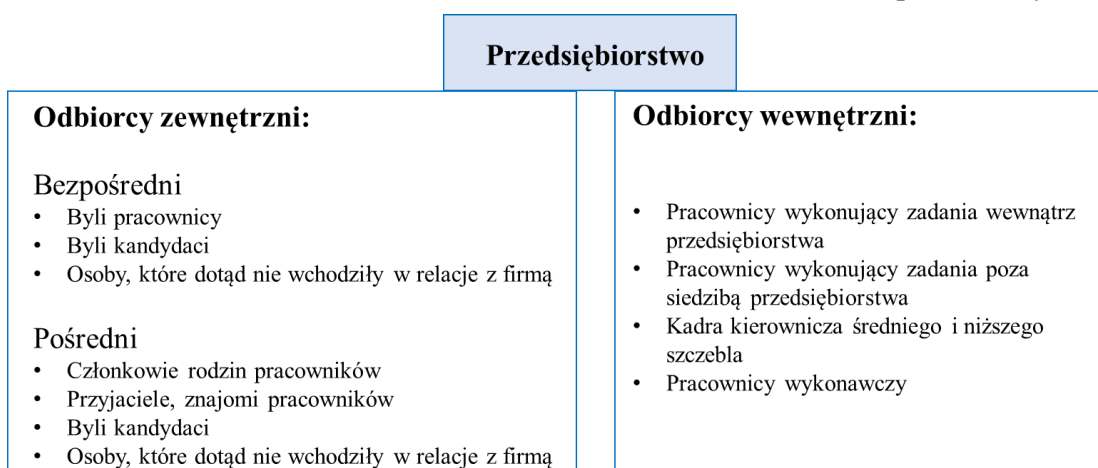 Przedsiębiorstwo
Odbiorcy zewnętrzni:
Bezpośredni
• Byli pracownicy
• Byli kandydaci
• Osoby, które dotąd nie wchodziły w relacje z firmą
Pośredni
• Członkowie rodzin pracowników
• Przyjaciele, znajomi pracowników
• Byli kandydaci
• Osoby, które dotąd nie wchodziły w relacje z firmą
Odbiorcy wewnętrzni:
• Pracownicy wykonujący zadania wewnątrz
przedsiębiorstwa
• Pracownicy wykonujący zadania poza
siedzibą przedsiębiorstwa
• Kadra kierownicza średniego i niższego
szczebla
• Pracownicy wykonawczy